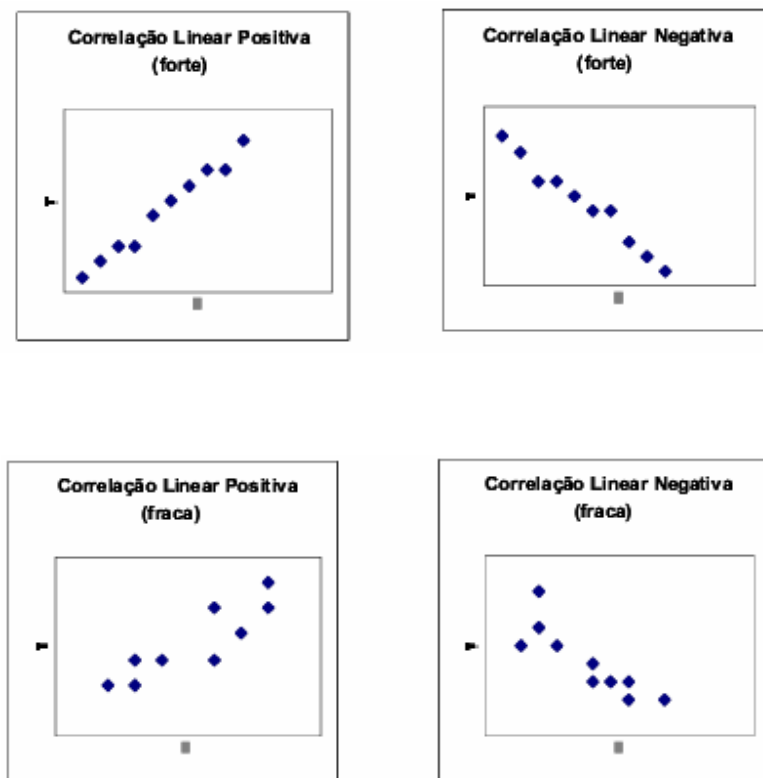 Correlação Linear Positiva
(forte)
Correlação Linear Negativa
(forte)
Correlação Linear Positiva
(fraca)
Correlação Linear Negativa
(fraca)